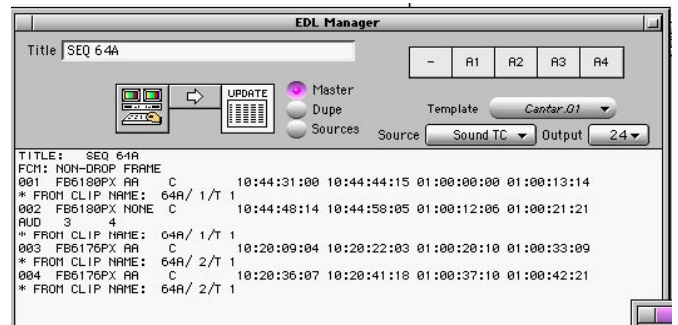 EDL Manager
Title SEQ 64A
- A1 A2 A3 A4
UPDATE
Master
Dupe
Sources
Template Cantar.01
Source Sound TC Output 24
TITLE: SEQ 64A
FCM: NON-DROP FRAME
001 FB6180PX AA C 10:44:31:00 10:44:44:15 01:00:00:00 01:00:13:14
* FROM CLIP NAME: 64A/ 1/T 1
002 FB6180PX NONE C 10:44:48:14 10:44:58:05 01:00:12:06 01:00:21:21
AUD 3 4
* FROM CLIP NAME: 64A/ 1/T 1
003 FB6176PX AA C 10:20:09:04 10:20:22:03 01:00:20:10 01:00:33:09
* FROM CLIP NAME: 64A/ 2/T 1
004 FB6176PX AA C 10:20:36:07 10:20:41:18 01:00:37:10 01:00:42:21
* FROM CLIP NAME: 64A/ 2/T 1